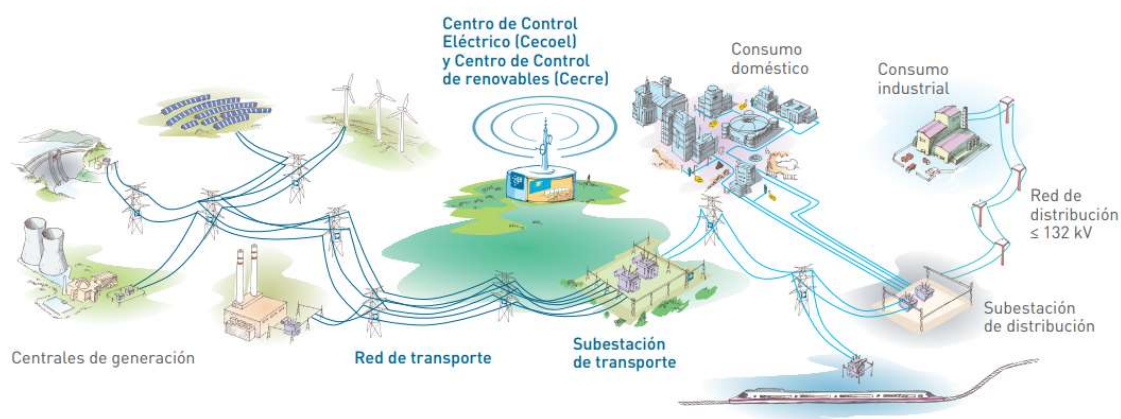 Centro de Control
Eléctrico (Cecoel)
y Centro de Control
de renovables (Cecre)
Consumo
doméstico
Consumo
industrial
Red de
distribución
≤ 132 kV
Subestación
de distribución
Centrales de generación
Red de transporte
Subestación
de transporte